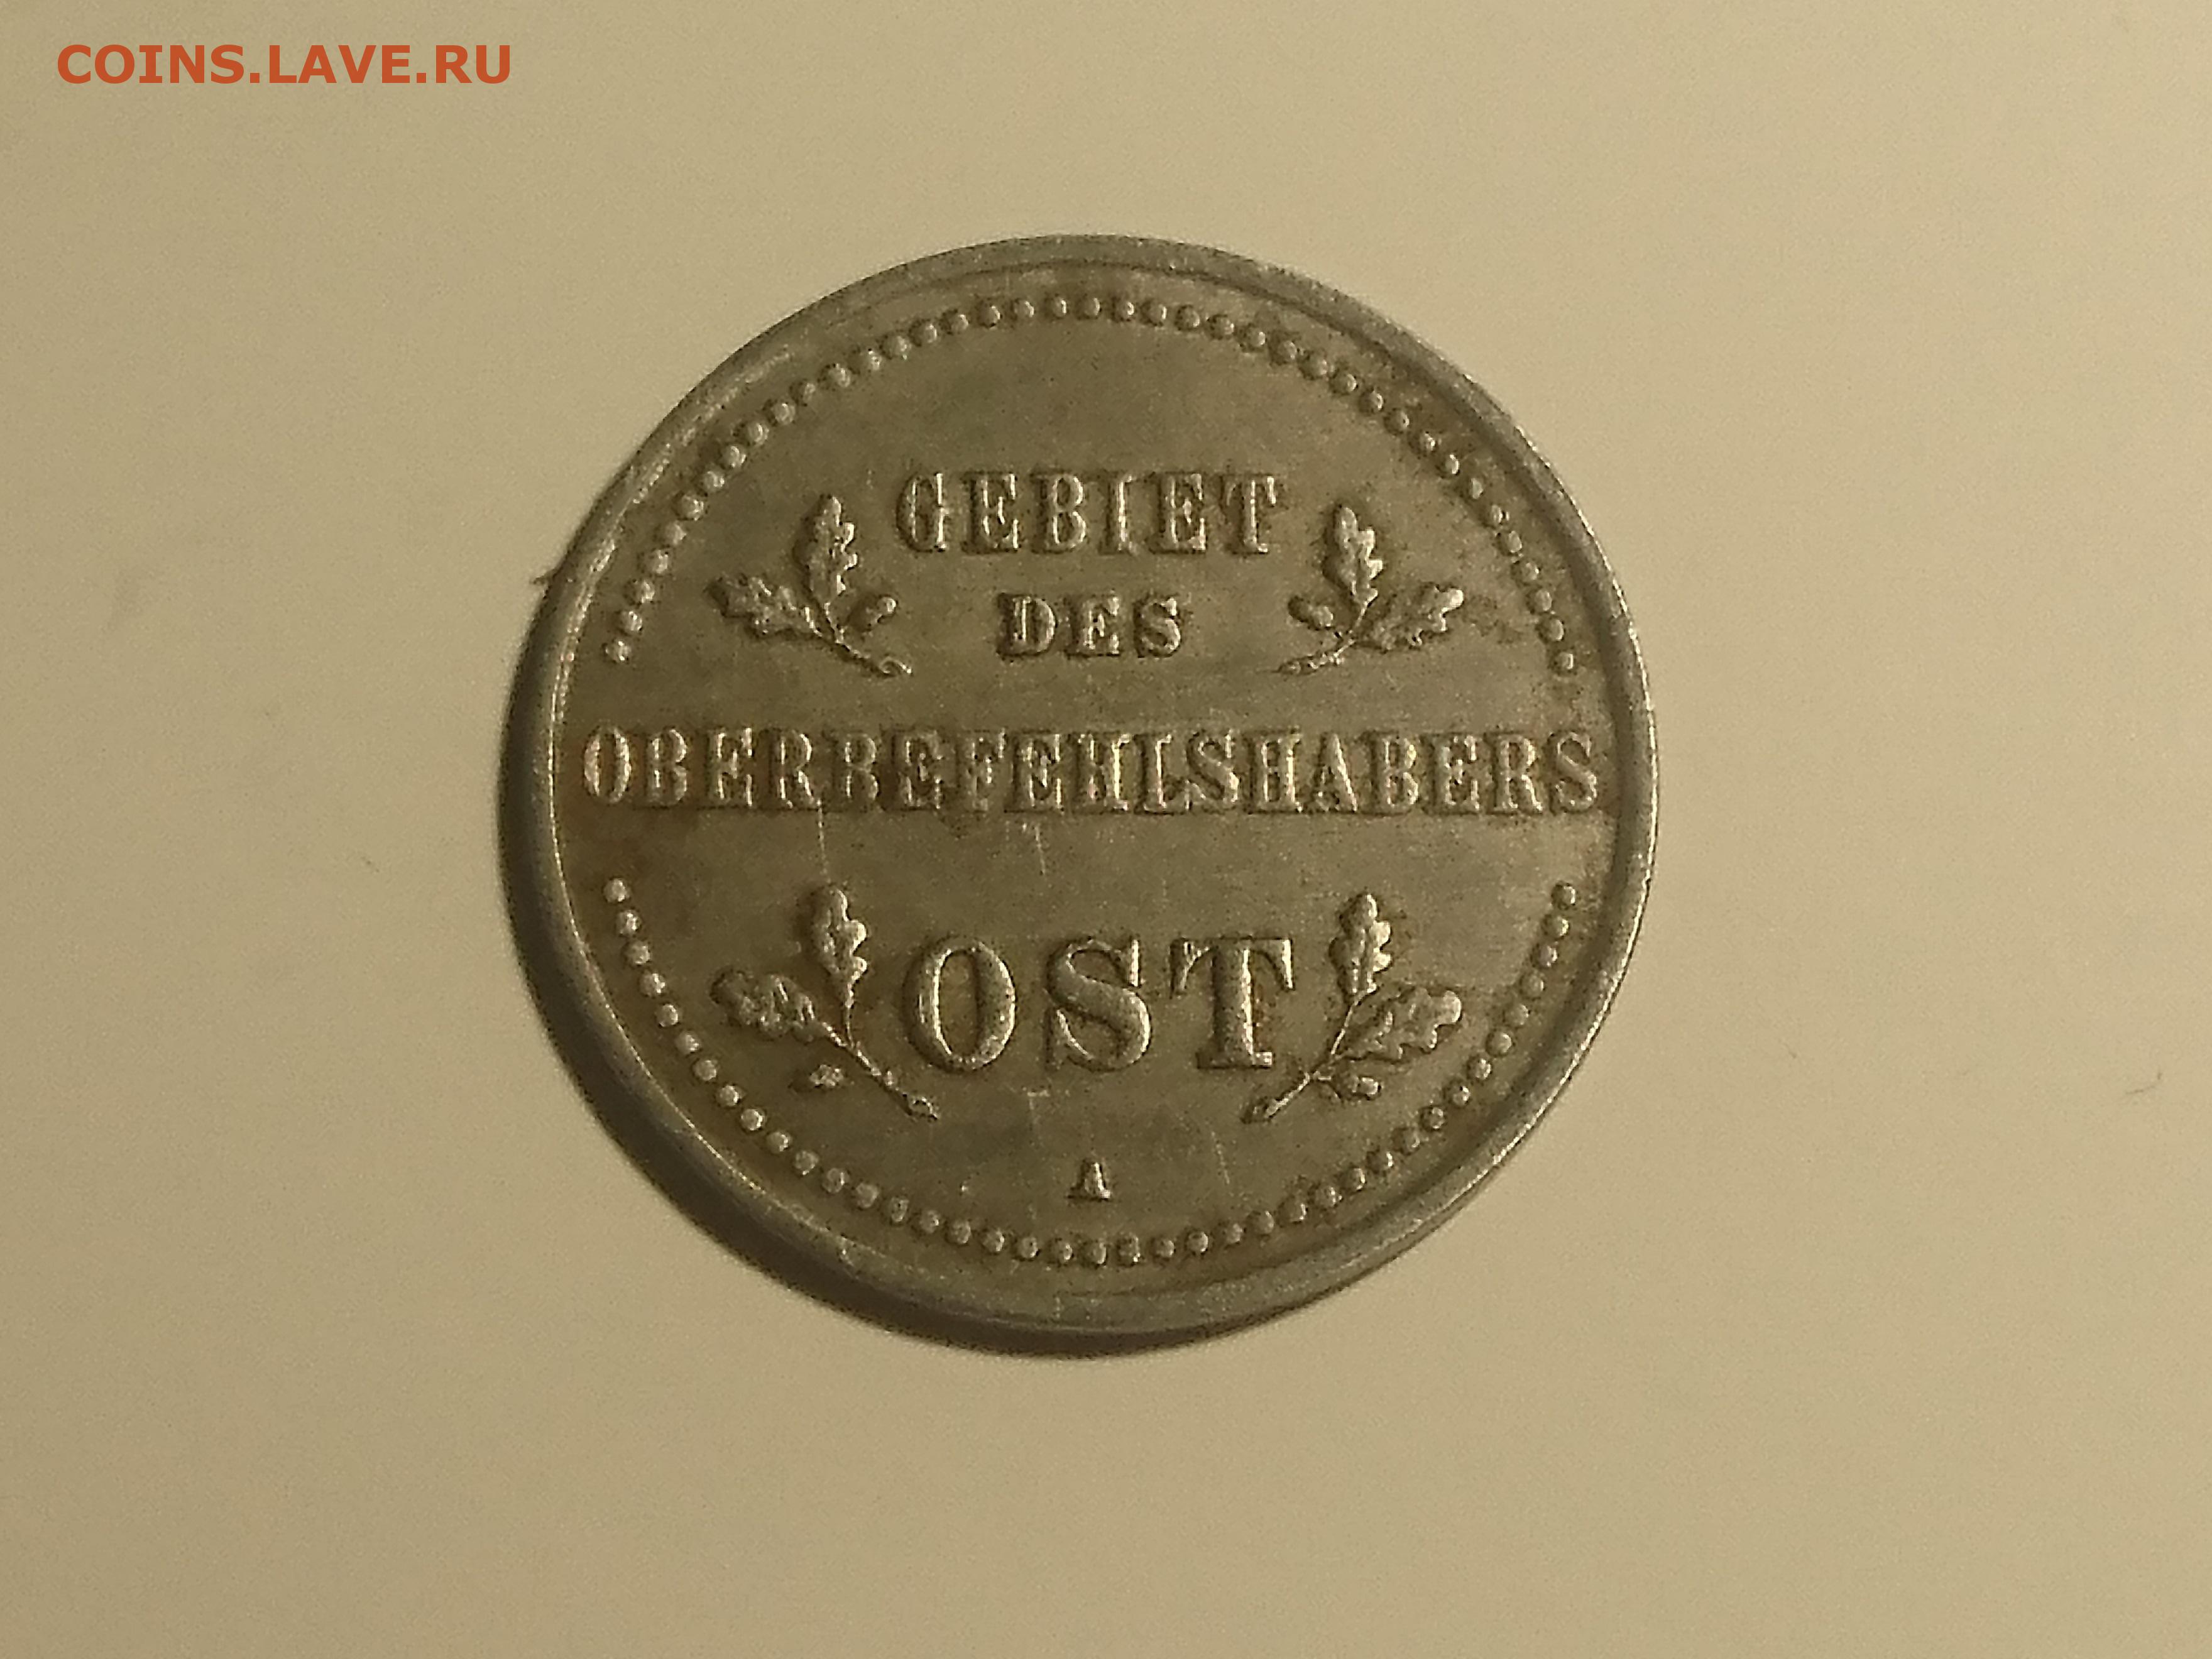 COINS.LAVE.RU
GEBIET
DES
OBERBEFEHLSHABERS
OST
A